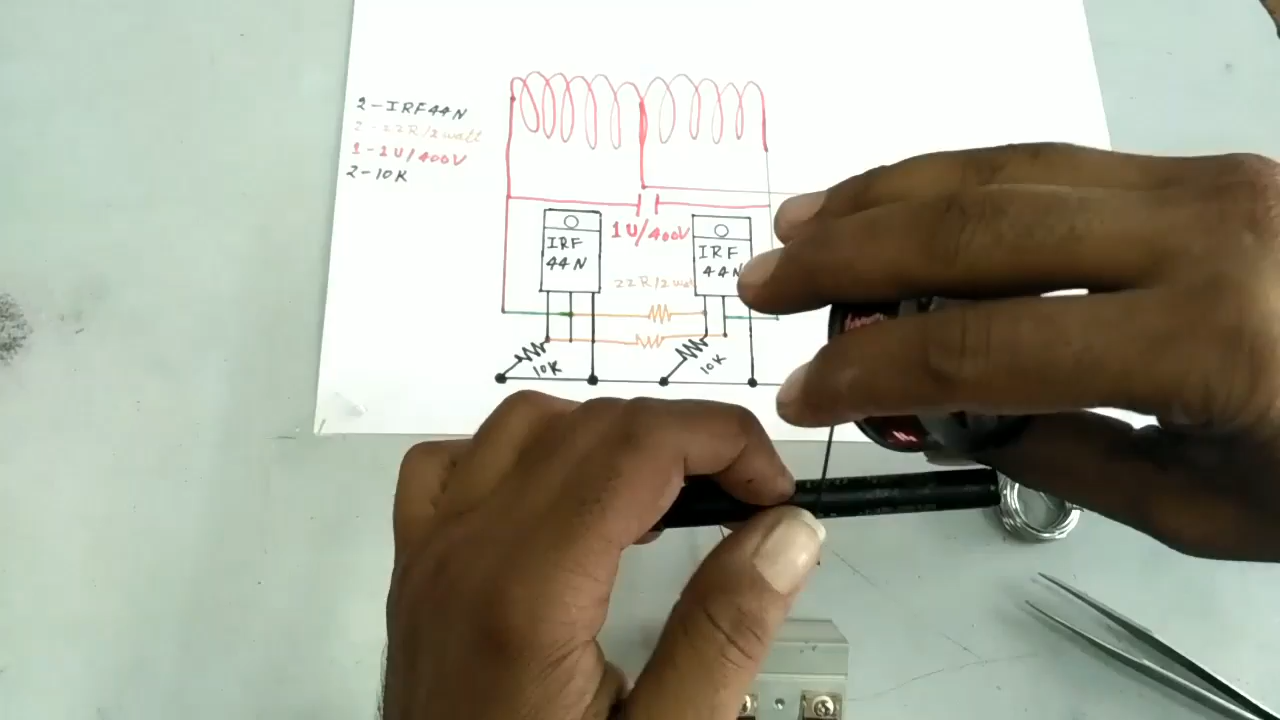 2-IRF44N
2-22R/2watt
1-1U/400V
2-10K
1U/400V
IRF
44N
IRF
44N
22R/2wat
10K
10K